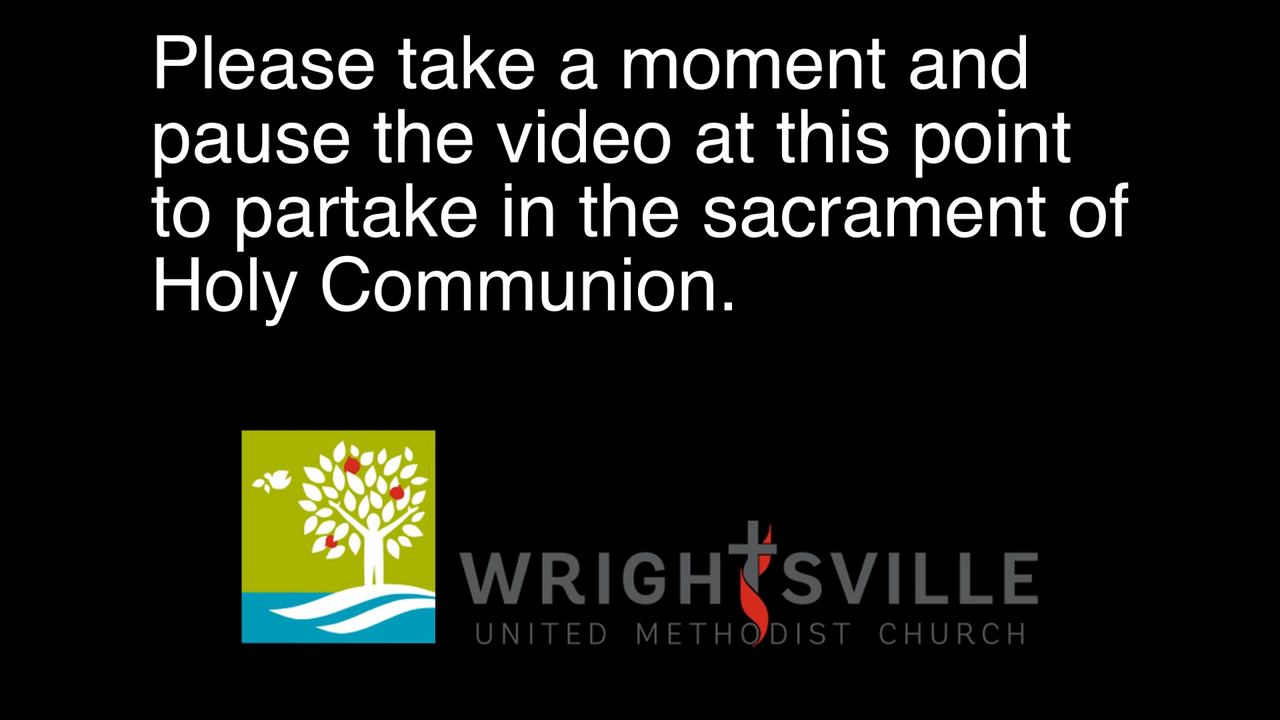 Please take a moment and
pause the video at this point
to partake in the sacrament of
Holy Communion.
WRIGHTSVILLE
UNITED METHODIST CHURCH